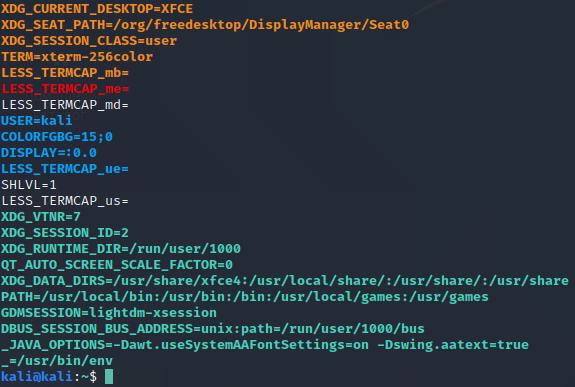 XDG_CURRENT_DESKTOP=XFCE
XDG_SEAT_PATH=/org/freedesktop/DisplayManager/Seat0
XDG_SESSION_CLASS=user
TERM=xterm-256color
LESS_TERMCAP_mb=
LESS_TERMCAP_me=
LESS_TERMCAP_md=
USER=kali
COLORFGBG=15;0
DISPLAY=:0.0
LESS_TERMCAP_ue=
SHLVL=1
LESS_TERMCAP_us=
XDG_VTNR=7
XDG_SESSION_ID=2
XDG_RUNTIME_DIR=/run/user/1000
QT_AUTO_SCREEN_SCALE_FACTOR=0
XDG_DATA_DIRS=/usr/share/xfce4:/usr/local/share/:/usr/share/:/usr/share
PATH=/usr/local/bin:/usr/bin:/bin:/usr/local/games:/usr/games
GDMSESSION=lightdm-xsession
DBUS_SESSION_BUS_ADDRESS=unix:path=/run/user/1000/bus
_JAVA_OPTIONS=-Dawt.useSystemAAFontSettings=on -Dswing.aatext=true
_=/usr/bin/env
kali@kali:~$